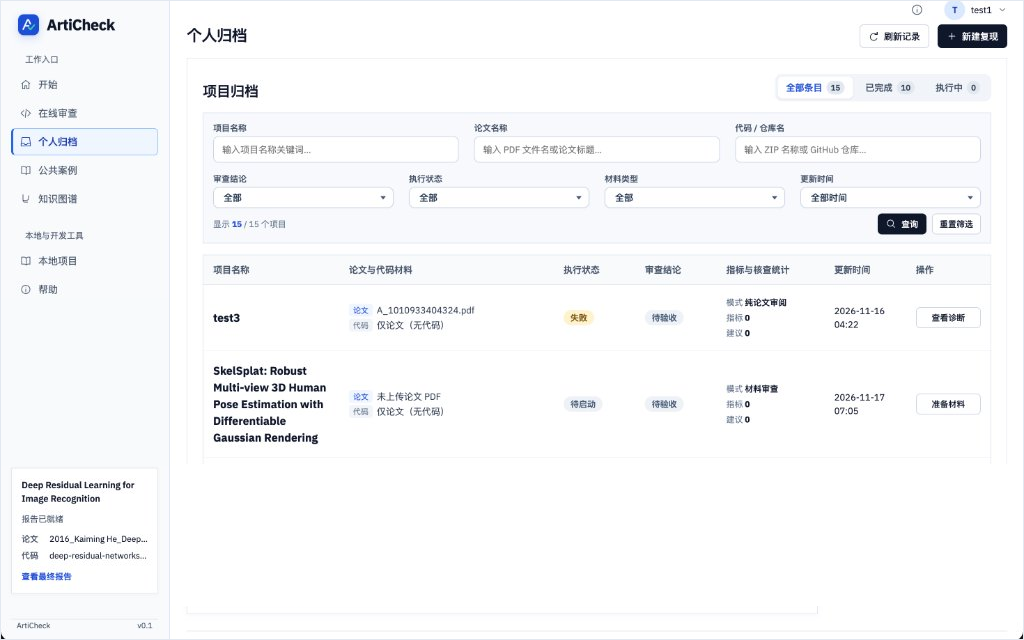 ArtiCheck
工作入口
开始
在线审查
个人归档
公共案例
知识图谱
本地与开发工具
本地项目
帮助
Deep Residual Learning for
Image Recognition
报告已就绪
论文 2016_Kaiming He_Deep...
代码 deep-residual-networks...
查看最终报告
ArtiCheck v0.1
T test1
个人归档
刷新记录
新建复现
项目归档
全部条目 15
已完成 10
执行中 0
项目名称 论文名称 代码 / 仓库名
输入项目名称关键词... 输入 PDF 文件名或论文标题... 输入 ZIP 名称或 GitHub 仓库...
审查结论 执行状态 材料类型 更新时间
全部 全部 全部 全部时间
显示 15 / 15 个项目
查询 重置筛选
项目名称 论文与代码材料 执行状态 审查结论 指标与核查统计 更新时间 操作
test3
论文 A_1010933404324.pdf
代码 仅论文（无代码）
失败
待验收
模式 纯论文审阅
指标 0
建议 0
2026-11-16
04:22
查看诊断
SkelSplat: Robust
Multi-view 3D Human
Pose Estimation with
Differentiable
Gaussian Rendering
论文 未上传论文 PDF
代码 仅论文（无代码）
待启动
待验收
模式 材料审查
指标 0
建议 0
2026-11-17
07:05
准备材料